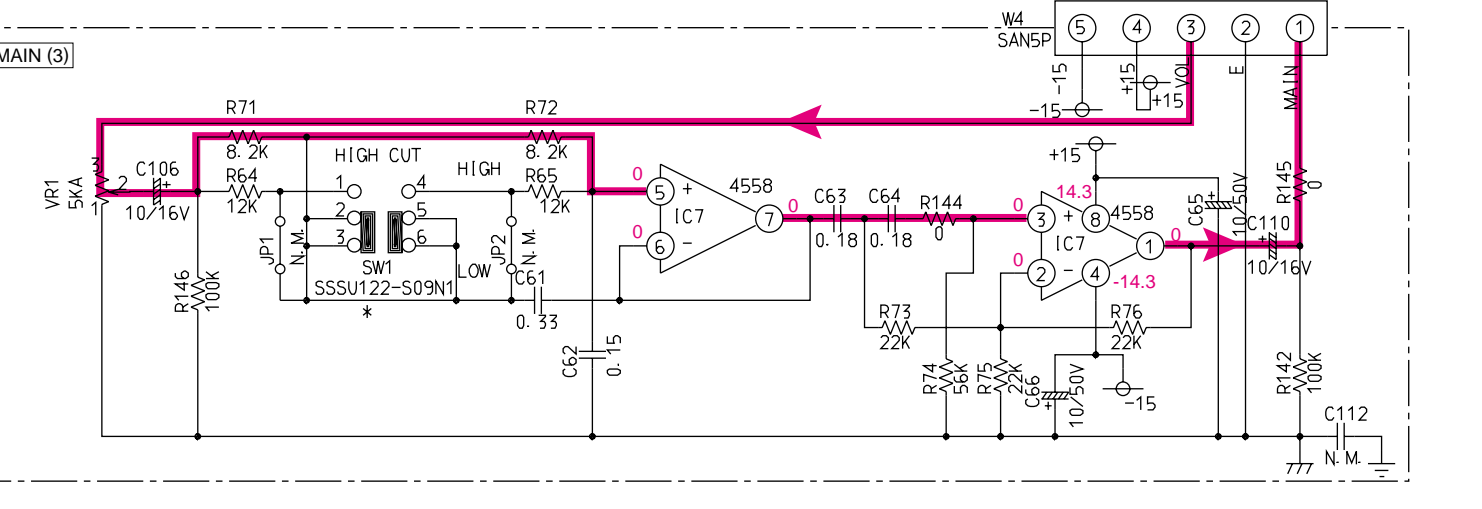 W4
SAN5P
5
4
3
2
1
MAIN (3)
-15
+15
VOL
E
MAIN
-15
+15
R71
8.2K
R72
8.2K
HIGH CUT
HIGH
+15
VR1
5KA
3
2
1
C106
+
10/16V
R64
12K
1
4
R65
12K
2
5
3
6
JP1
N.M.
JP2
N.M.
SW1
LOW
SSSU122-S09N1
*
C61
0.33
R146
100K
C62
0.15
0
5
+
4558
IC7
7
0
0
6
-
C63
0.18
C64
0.18
R144
0
0
3
+
14.3
8
4558
IC7
1
0
0
2
-
4
-14.3
C65
+
10/50V
R145
0
C110
+
10/16V
R73
22K
R76
22K
R74
56K
R75
22K
C66
+
10/50V
-15
R142
100K
C112
N.M.